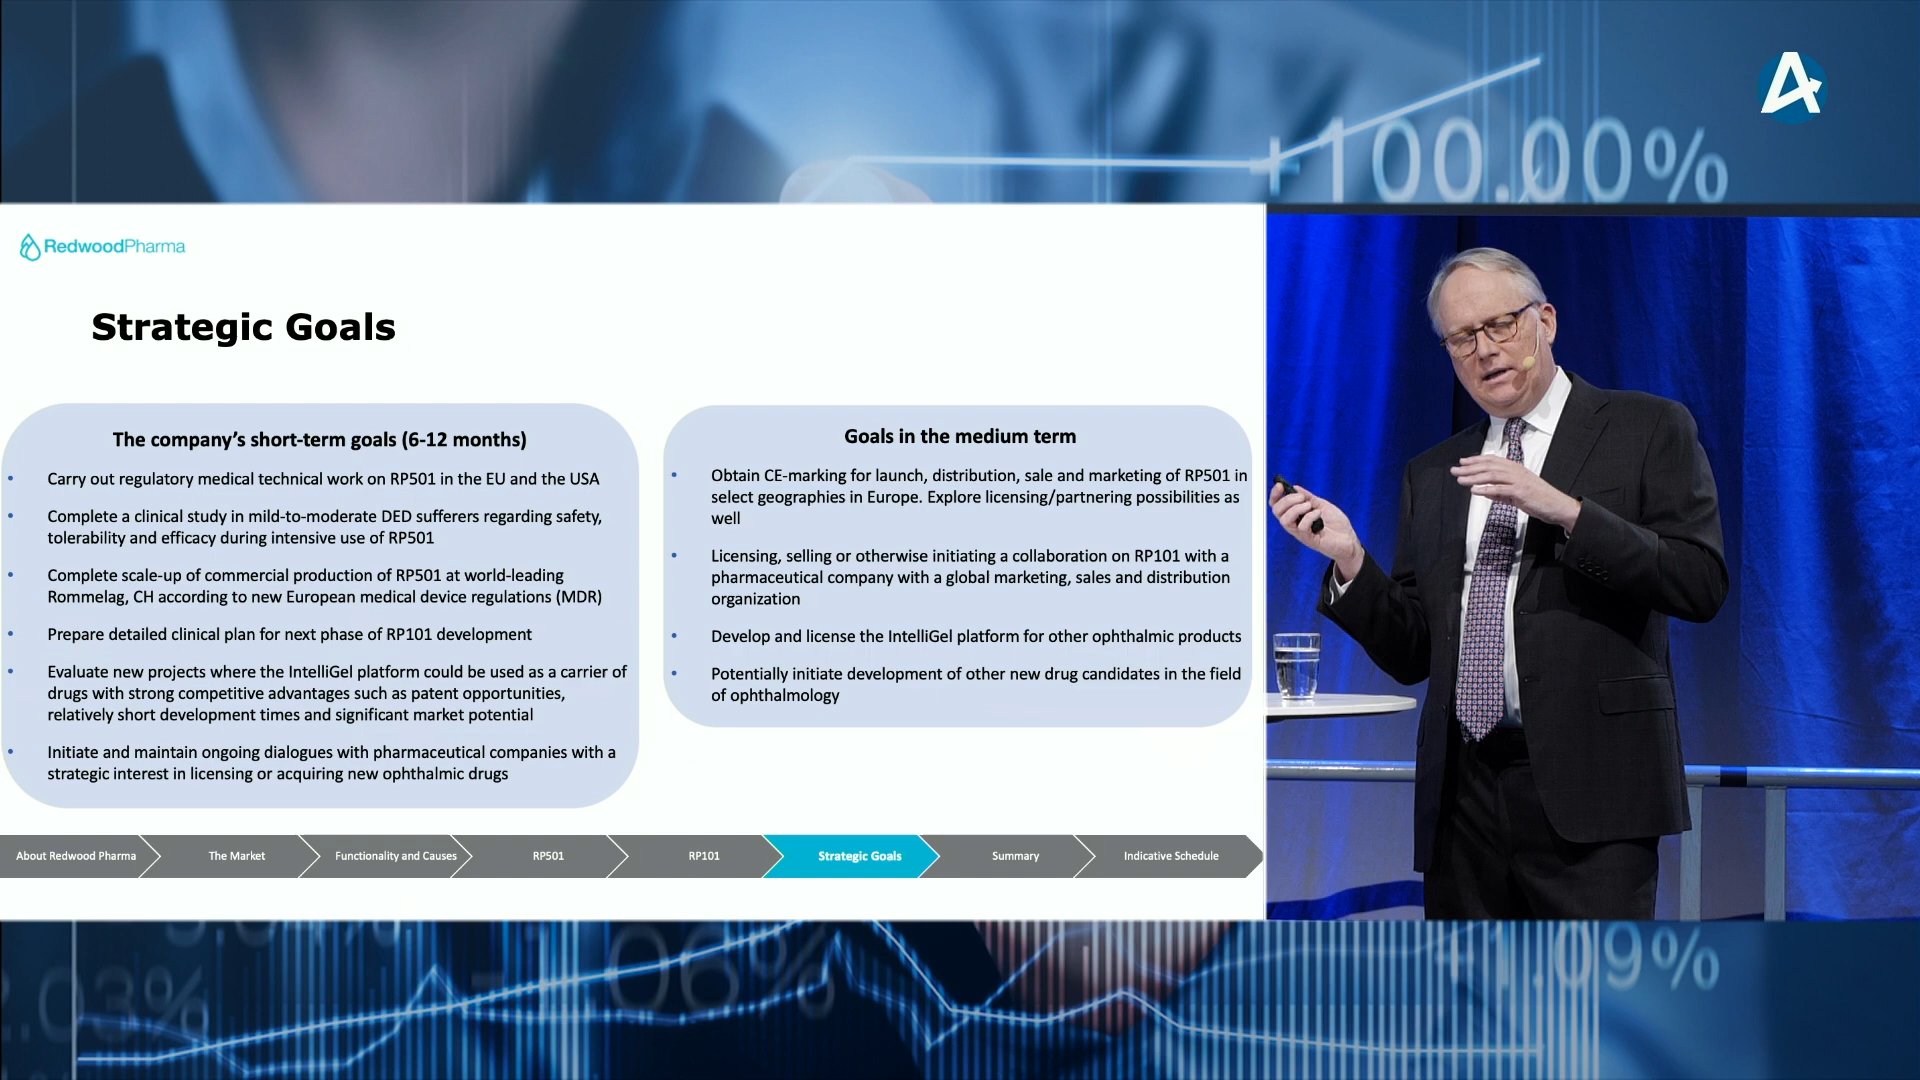 +100.00%
RedwoodPharma
Strategic Goals
The company's short-term goals (6-12 months)
• Carry out regulatory medical technical work on RP501 in the EU and the USA
• Complete a clinical study in mild-to-moderate DED sufferers regarding safety,
tolerability and efficacy during intensive use of RP501
• Complete scale-up of commercial production of RP501 at world-leading
Rommelag, CH according to new European medical device regulations (MDR)
• Prepare detailed clinical plan for next phase of RP101 development
• Evaluate new projects where the IntelliGel platform could be used as a carrier of
drugs with strong competitive advantages such as patent opportunities,
relatively short development times and significant market potential
• Initiate and maintain ongoing dialogues with pharmaceutical companies with a
strategic interest in licensing or acquiring new ophthalmic drugs
Goals in the medium term
• Obtain CE-marking for launch, distribution, sale and marketing of RP501 in
select geographies in Europe. Explore licensing/partnering possibilities as
well
• Licensing, selling or otherwise initiating a collaboration on RP101 with a
pharmaceutical company with a global marketing, sales and distribution
organization
• Develop and license the IntelliGel platform for other ophthalmic products
• Potentially initiate development of other new drug candidates in the field
of ophthalmology
About Redwood Pharma
The Market
Functionality and Causes
RP501
RP101
Strategic Goals
Summary
Indicative Schedule